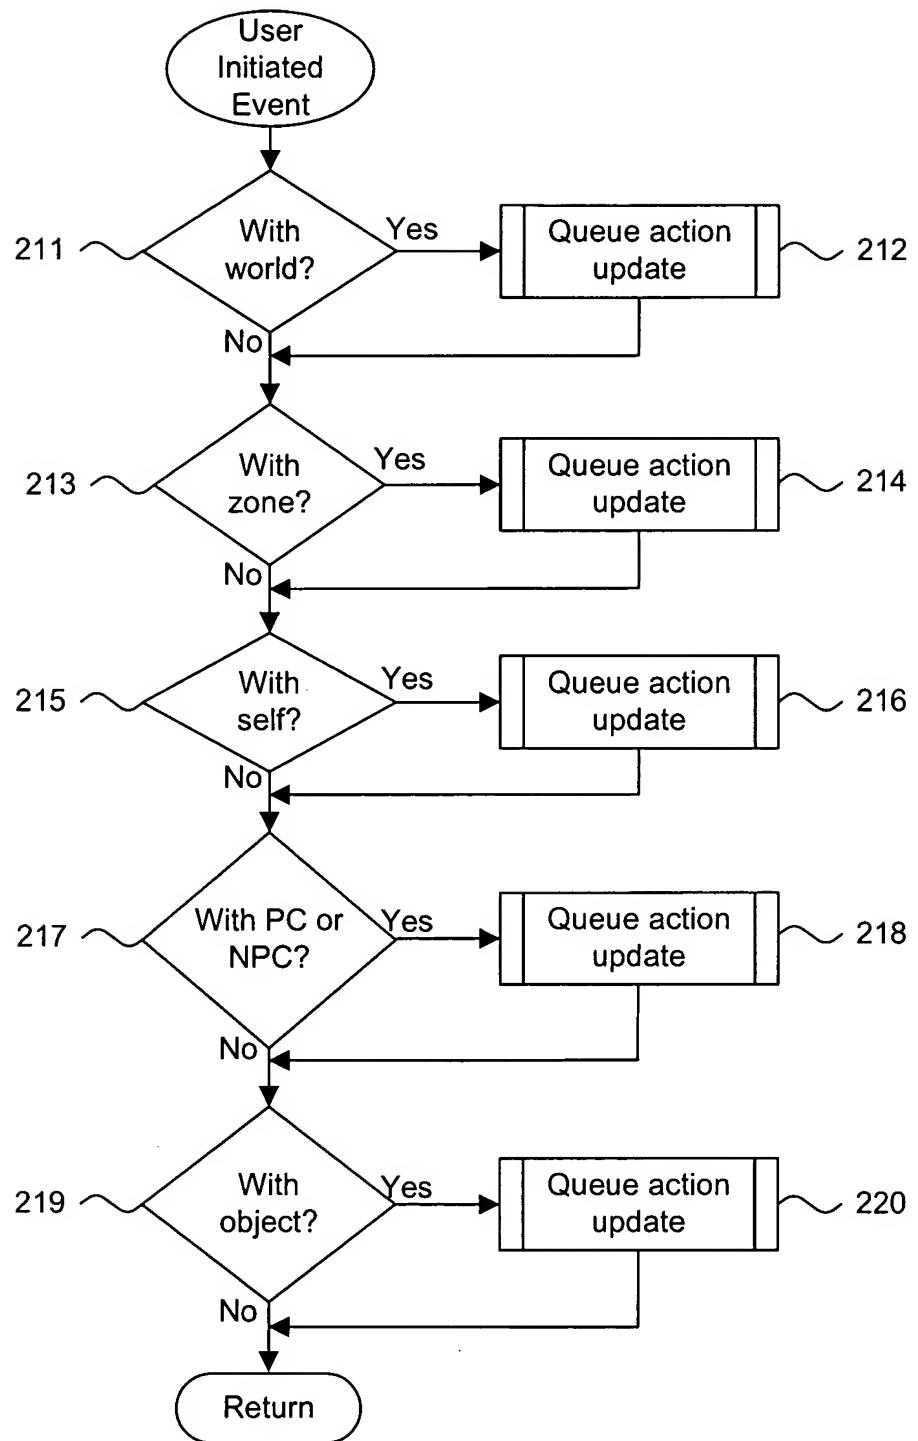 User
Initiated
Event
211
With
world?
Yes
Queue action
update
212
No
213
With
zone?
Yes
Queue action
update
214
No
215
With
self?
Yes
Queue action
update
216
No
217
With PC or
NPC?
Yes
Queue action
update
218
No
219
With
object?
Yes
Queue action
update
220
No
Return